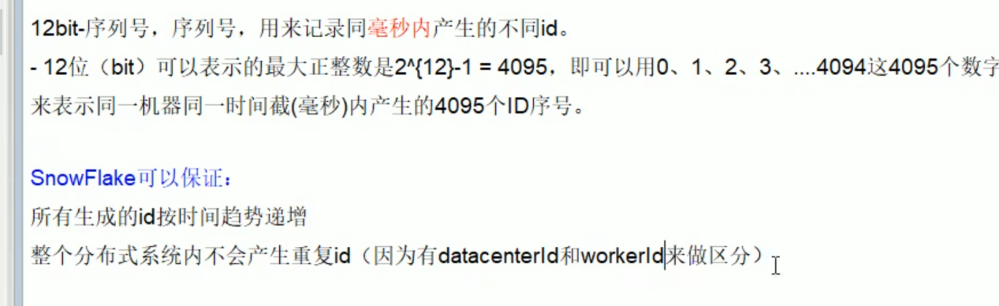 12bit-序列号，序列号，用来记录同毫秒内产生的不同id。
- 12位（bit）可以表示的最大正整数是2^{12}-1 = 4095，即可以用0、1、2、3、....4094这4095个数字
来表示同一机器同一时间截(毫秒)内产生的4095个ID序号。
SnowFlake可以保证：
所有生成的id按时间趋势递增
整个分布式系统内不会产生重复id（因为有datacenterId和workerId来做区分）